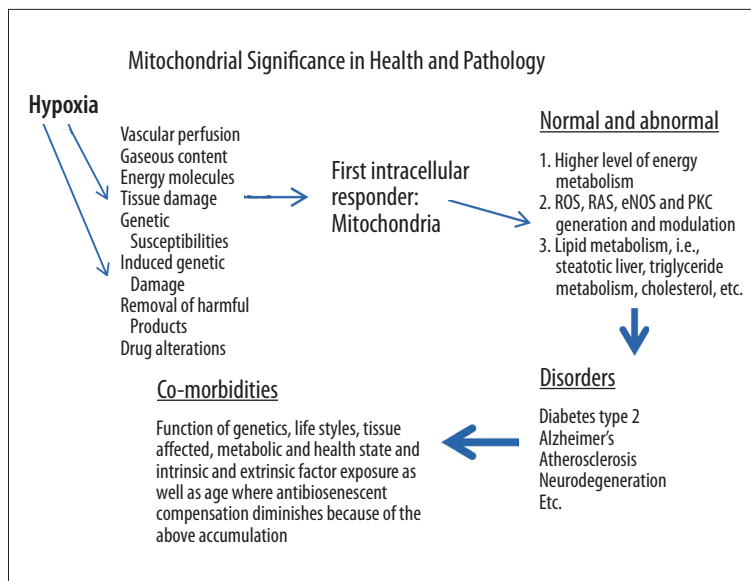 Mitochondrial Significance in Health and Pathology
Hypoxia
Vascular perfusion
Gaseous content
Energy molecules
Tissue damage
Genetic
Susceptibilities
Induced genetic
Damage
Removal of harmful
Products
Drug alterations
First intracellular
responder:
Mitochondria
Normal and abnormal
1. Higher level of energy
metabolism
2. ROS, RAS, eNOS and PKC
generation and modulation
3. Lipid metabolism, i.e.,
steatotic liver, triglyceride
metabolism, cholesterol, etc.
Disorders
Diabetes type 2
Alzheimer's
Atherosclerosis
Neurodegeneration
Etc.
Co-morbidities
Function of genetics, life styles, tissue
affected, metabolic and health state and
intrinsic and extrinsic factor exposure as
well as age where antibiosenescent
compensation diminishes because of the
above accumulation